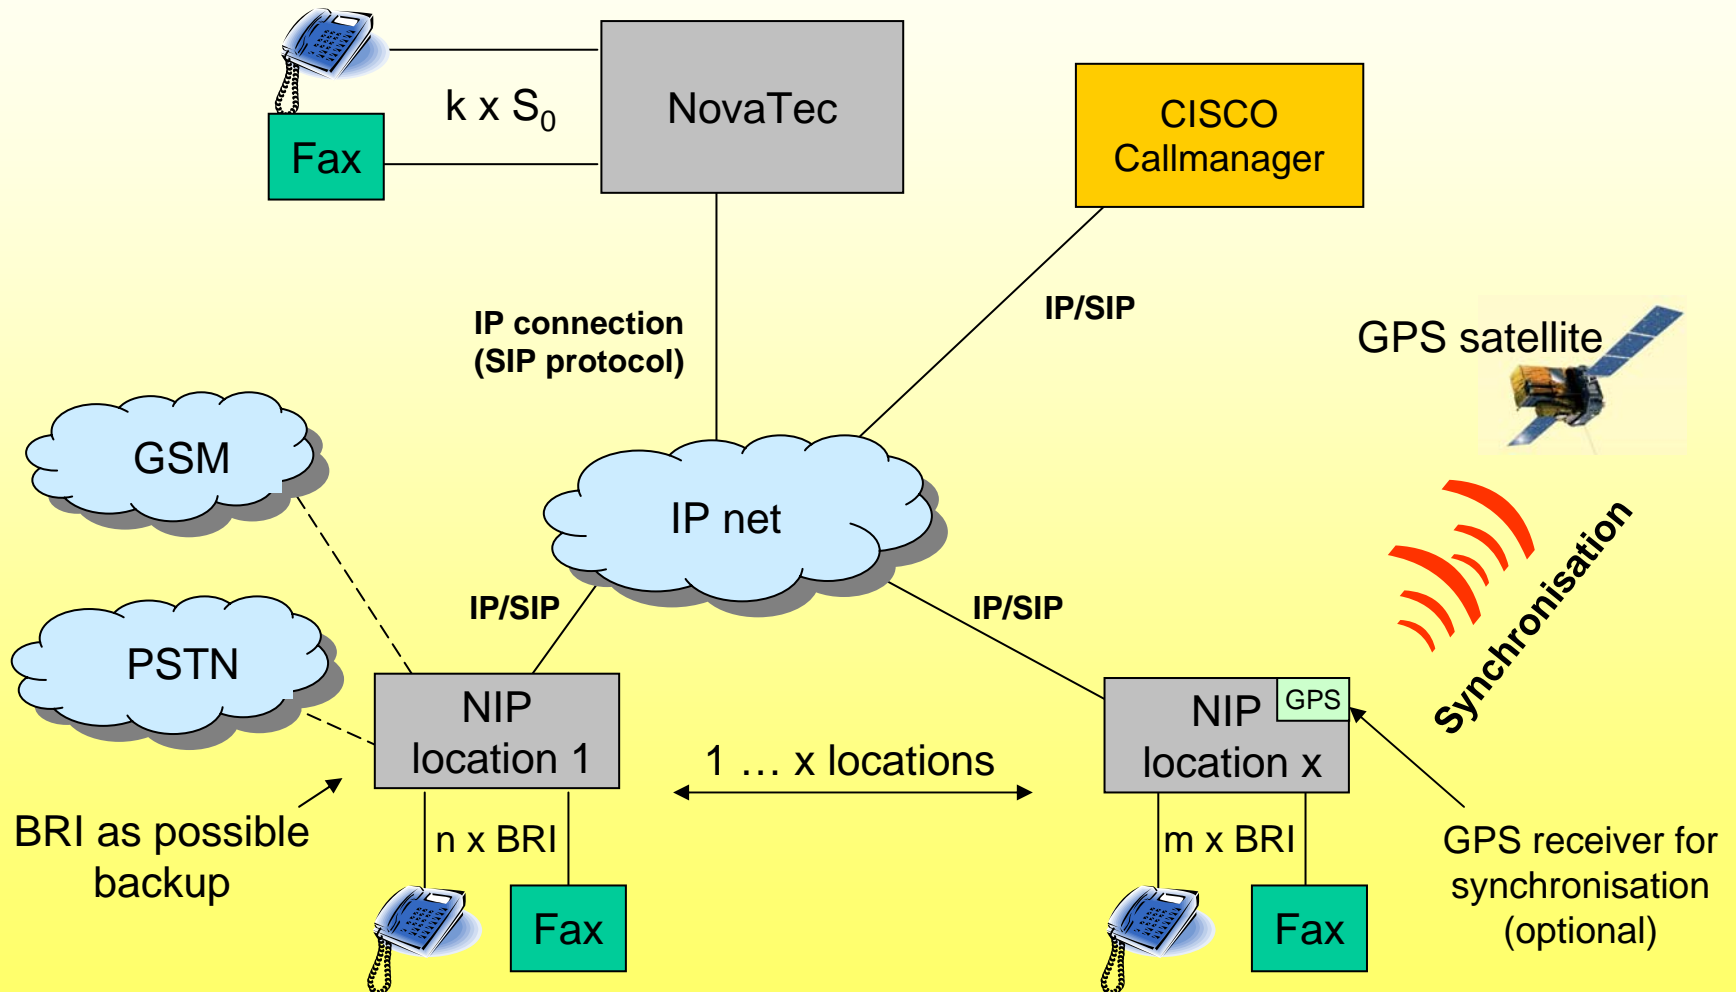 k x S₀
NovaTec
Fax
CISCO
Callmanager
IP connection
(SIP protocol)
IP/SIP
GPS satellite
GSM
IP net
Synchronisation
PSTN
IP/SIP
IP/SIP
NIP
location 1
NIP
location x
GPS
1 … x locations
BRI as possible
backup
n x BRI
m x BRI
GPS receiver for
synchronisation
(optional)
Fax
Fax